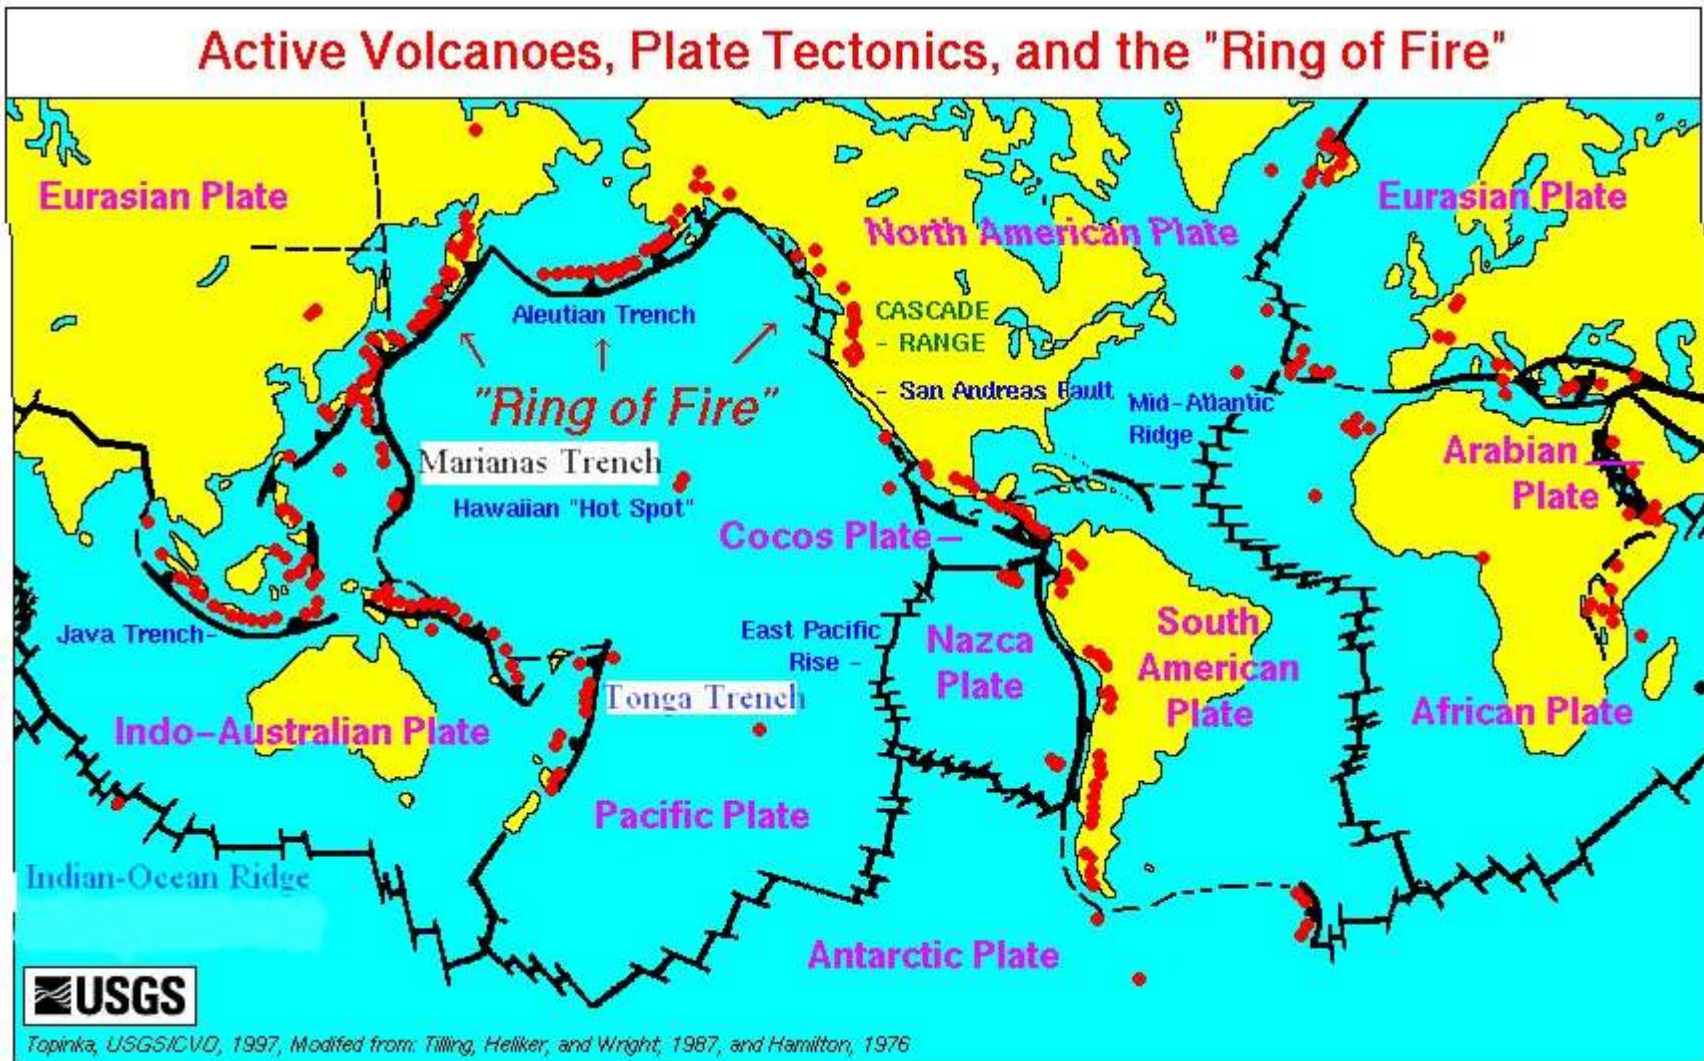 Active Volcanoes, Plate Tectonics, and the "Ring of Fire"
Eurasian Plate
North American Plate
Eurasian Plate
Aleutian Trench
CASCADE
- RANGE
"Ring of Fire"
- San Andreas Fault
Mid-Atlantic
Ridge
Marianas Trench
Hawaiian "Hot Spot"
Arabian
Plate
Cocos Plate
Java Trench-
East Pacific
Rise -
Nazca
Plate
South
American
Plate
Tonga Trench
Indo-Australian Plate
African Plate
Pacific Plate
Indian-Ocean Ridge
Antarctic Plate
USGS
Topinka, USGS/CVO, 1997, Modifed from: Tilling, Heliker, and Wright, 1987, and Hamilton, 1976